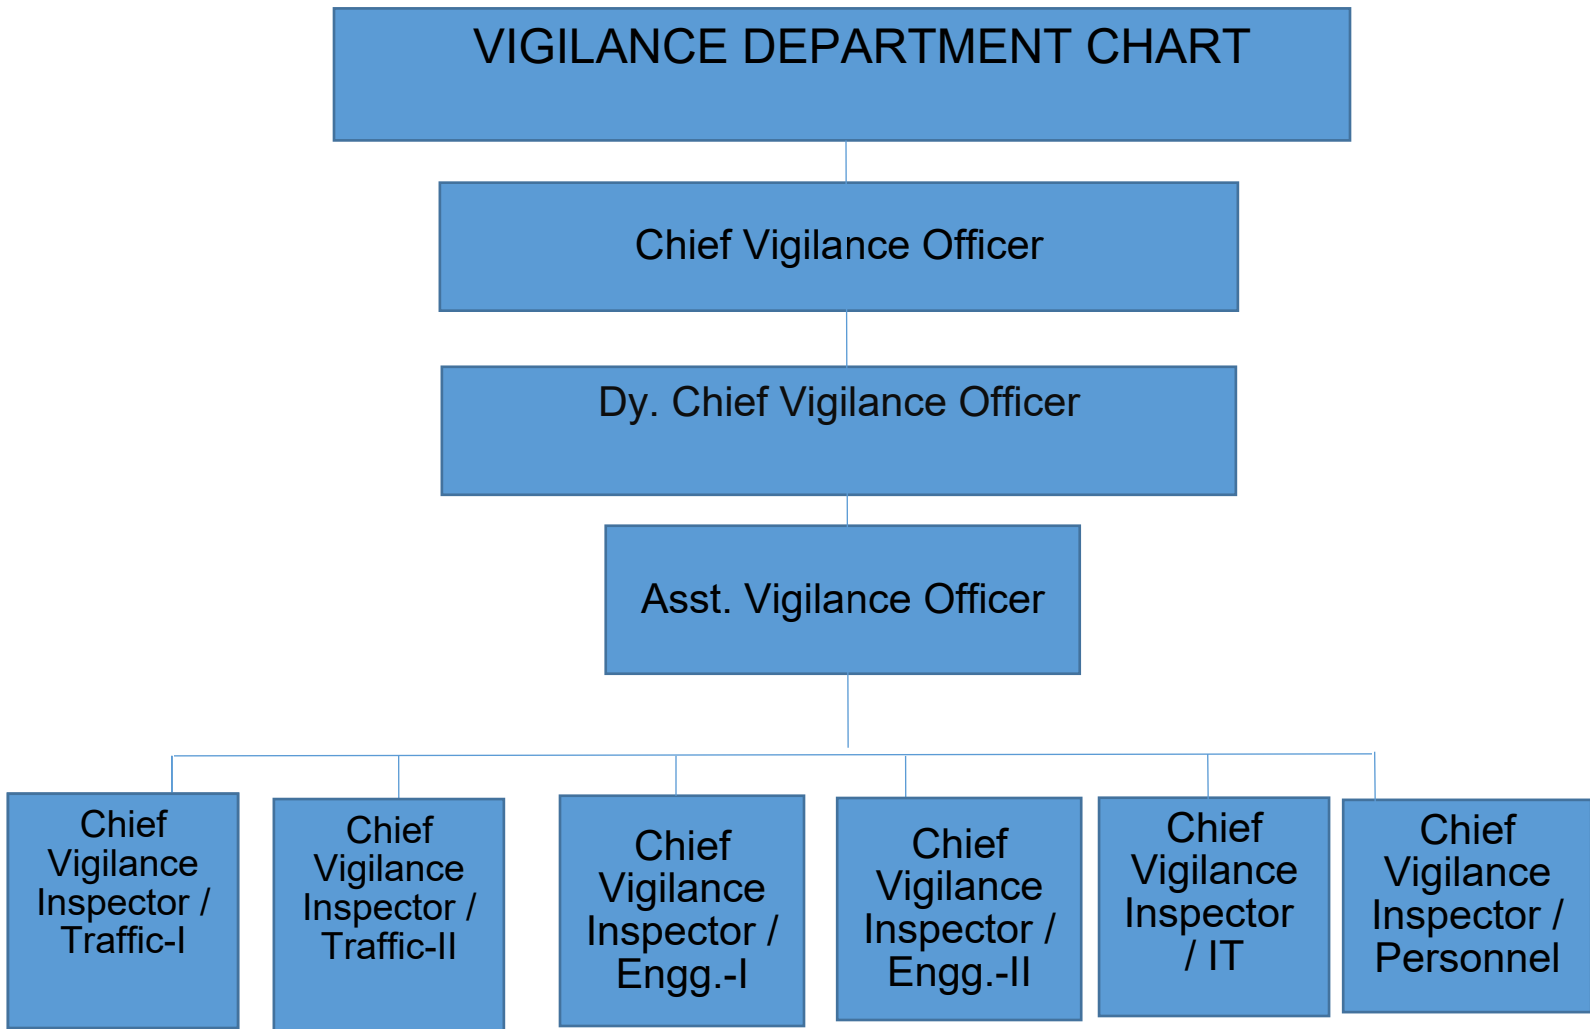 VIGILANCE DEPARTMENT CHART
Chief Vigilance Officer
Dy. Chief Vigilance Officer
Asst. Vigilance Officer
Chief
Vigilance
Inspector /
Traffic-I
Chief
Vigilance
Inspector /
Traffic-II
Chief
Vigilance
Inspector /
Engg.-I
Chief
Vigilance
Inspector /
Engg.-II
Chief
Vigilance
Inspector
/ IT
Chief
Vigilance
Inspector /
Personnel